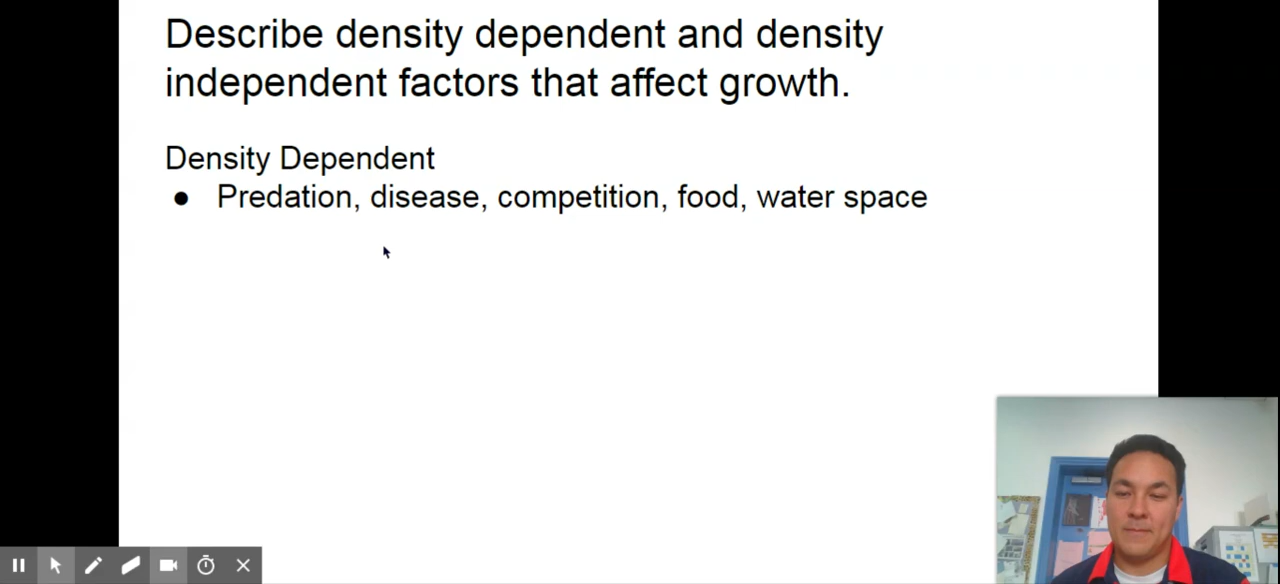 Describe density dependent and density
independent factors that affect growth.
Density Dependent
● Predation, disease, competition, food, water space